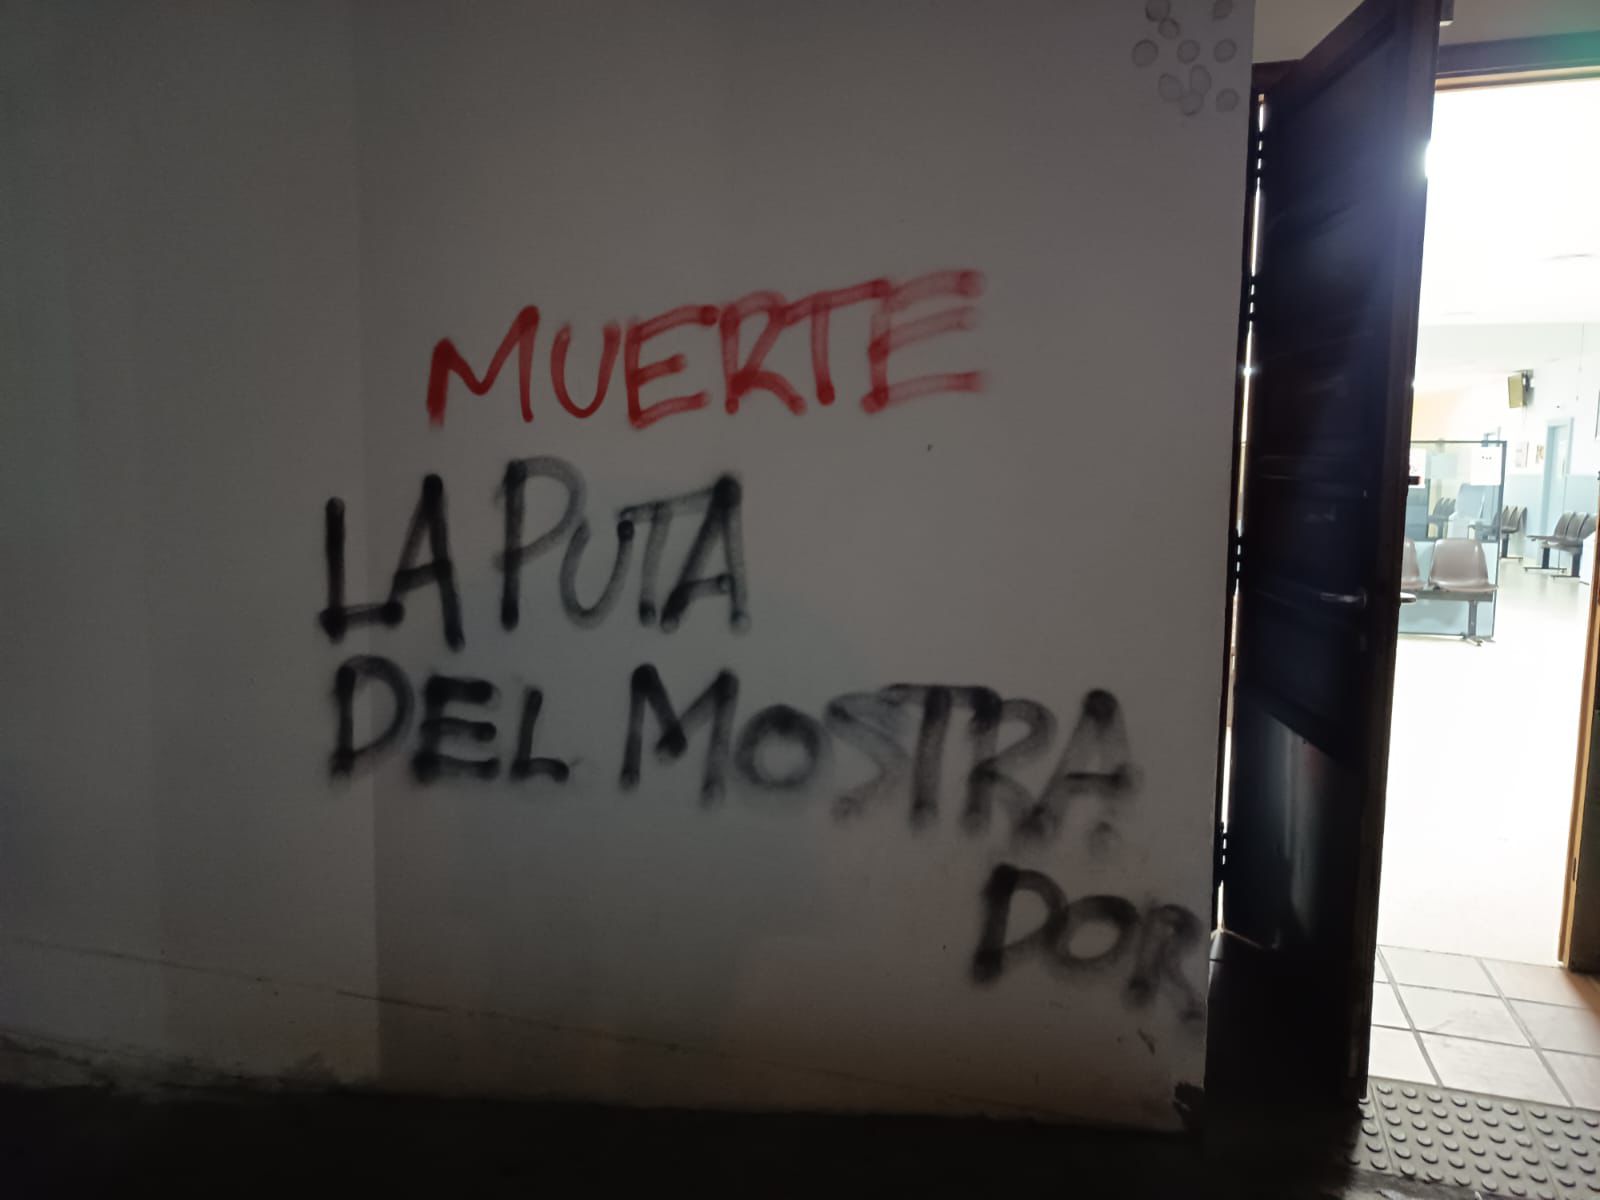 MUERTE
LA PUTA
DEL MOSTRA
DOR